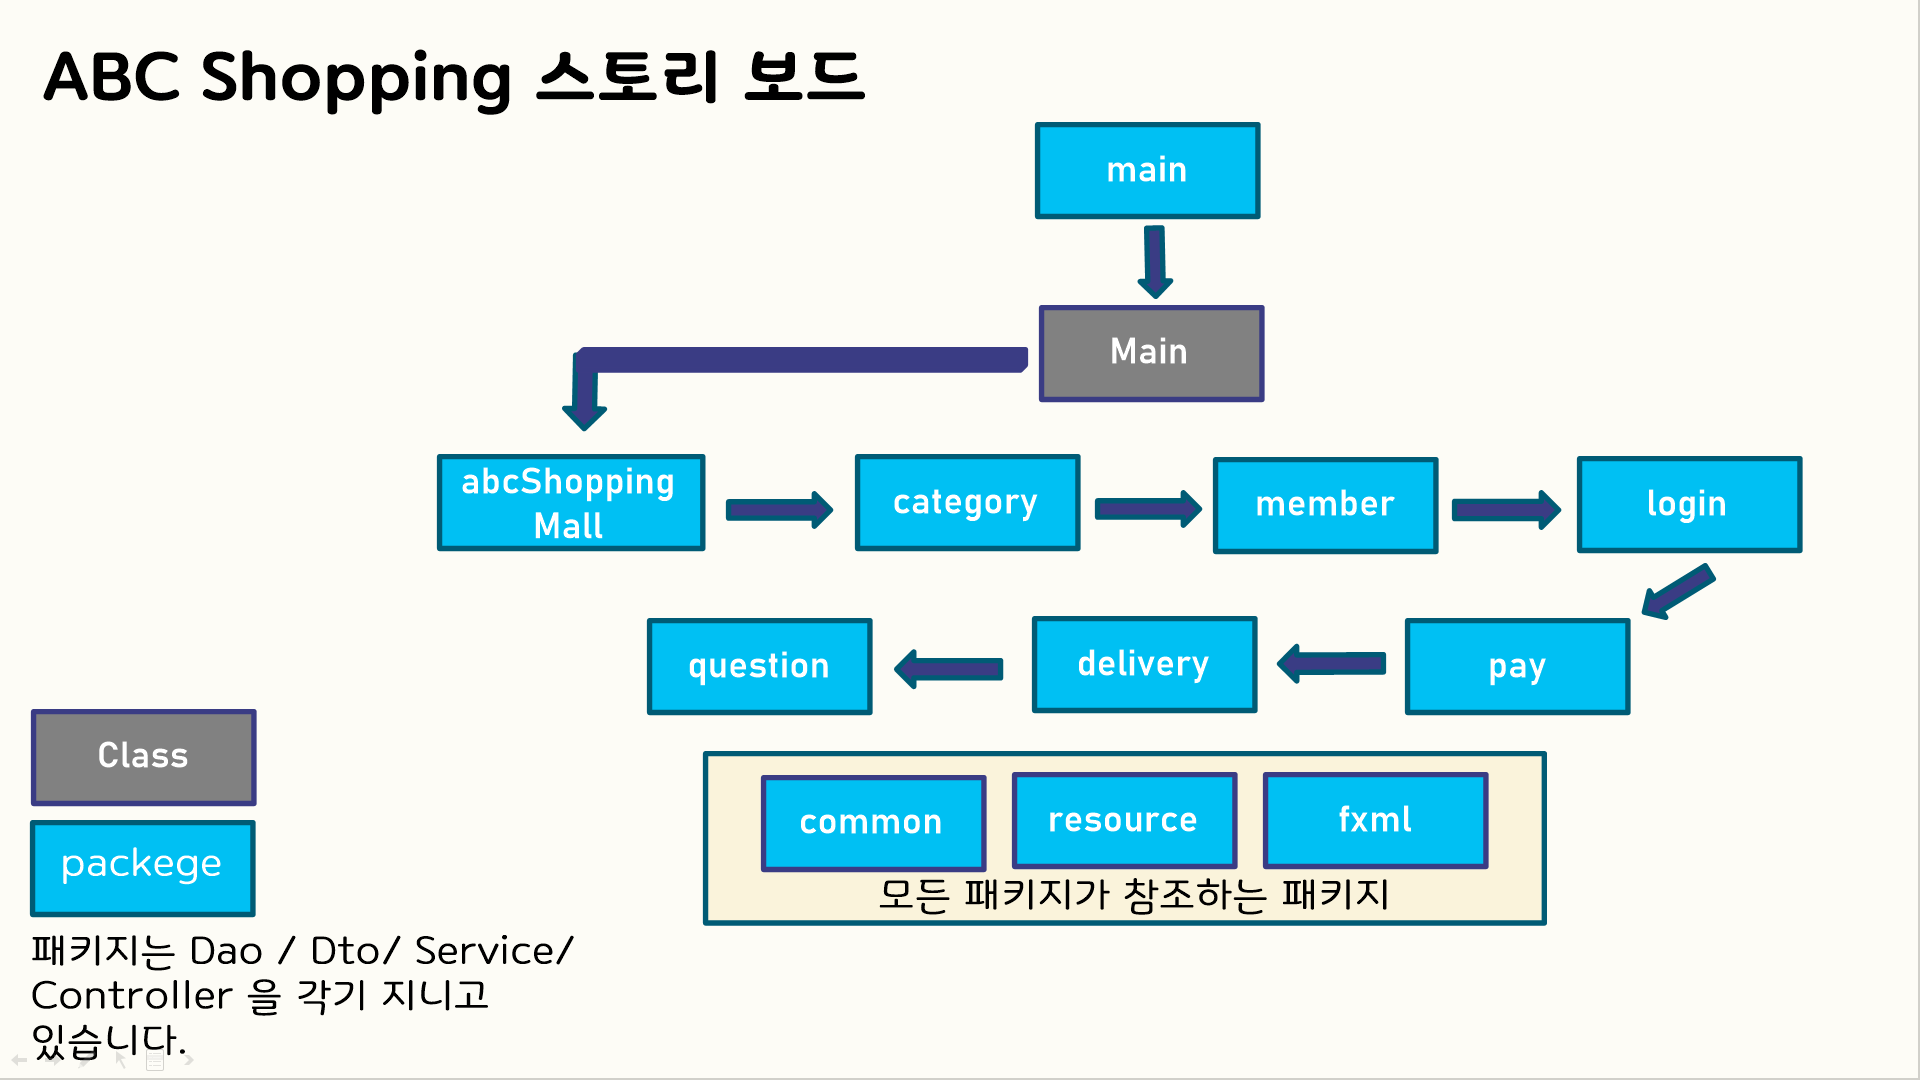 ABC Shopping 스토리 보드
main
Main
abcShopping
Mall
category
member
login
question
delivery
pay
Class
packege
common
resource
fxml
모든 패키지가 참조하는 패키지
패키지는 Dao / Dto/ Service/
Controller 을 각기 지니고
있습니다.